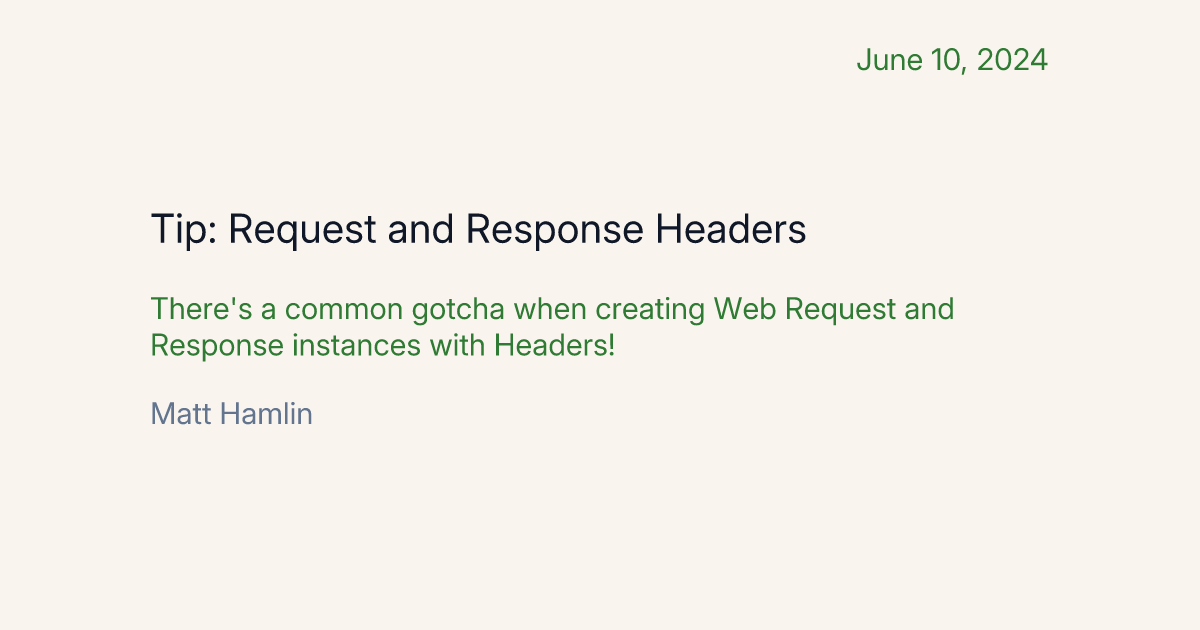 June 10, 2024
Tip: Request and Response Headers
There's a common gotcha when creating Web Request and
Response instances with Headers!
Matt Hamlin